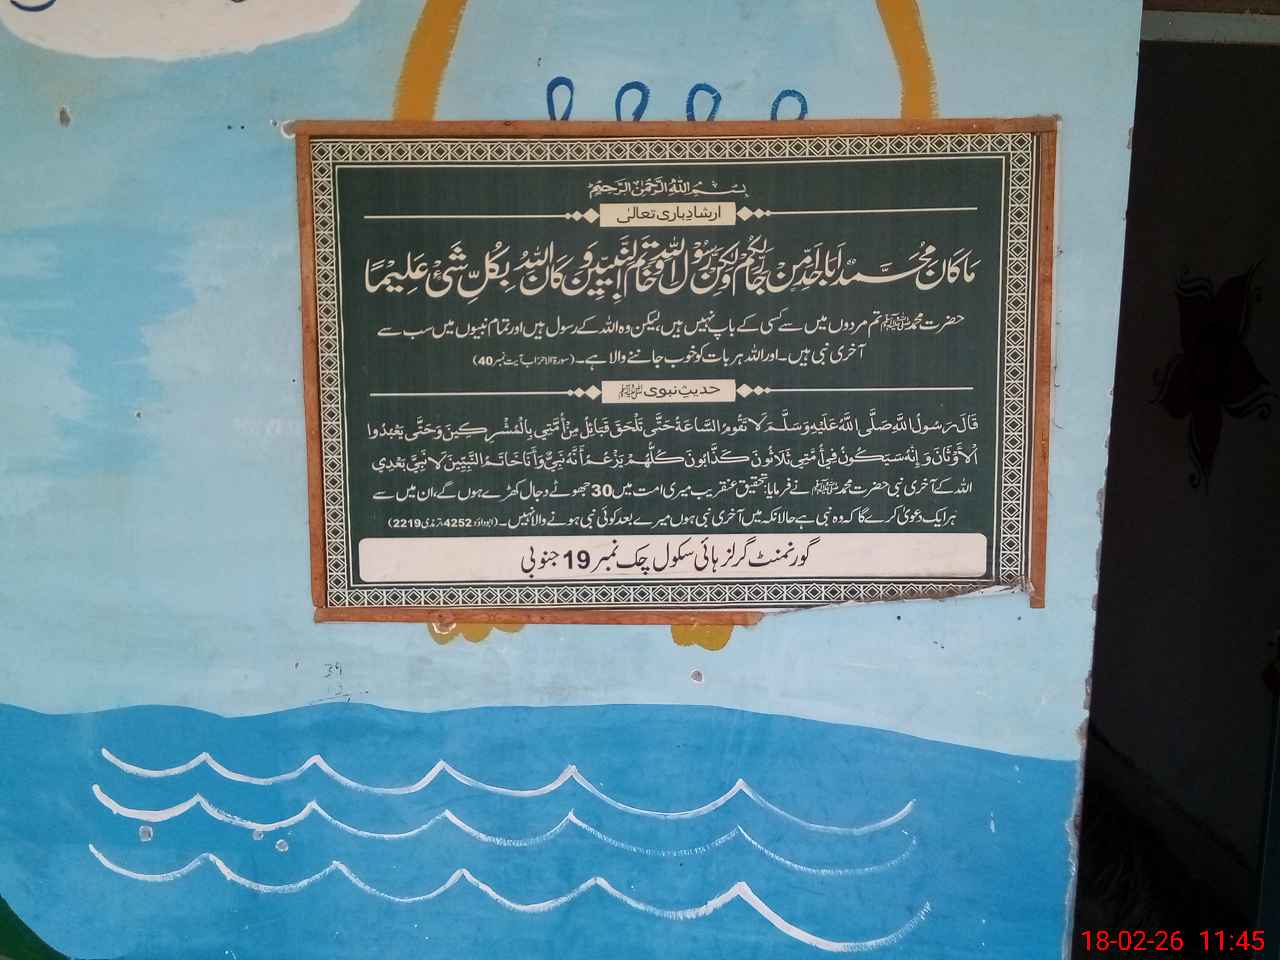 بِسْمِ اللّٰهِ الرَّحْمٰنِ الرَّحِیْمِ
ارشادِ باری تعالیٰ
مَا كَانَ مُحَمَّدٌ اَبَآ اَحَدٍ مِّنْ رِّجَالِكُمْ وَلٰكِنْ رَّسُوْلَ اللّٰهِ وَخَاتَمَ النَّبِیّٖنَ وَكَانَ اللّٰهُ بِكُلِّ شَیْءٍ عَلِیْمًا
حضرت محمد ﷺ تم مردوں میں سے کسی کے باپ نہیں ہیں، لیکن وہ اللہ کے رسول ہیں اور تمام نبیوں میں سب سے
آخری نبی ہیں۔ اور اللہ ہر بات کو خوب جاننے والا ہے۔ (سورۃ الاحزاب آیت نمبر 40)
حدیثِ نبوی ﷺ
قَالَ رَسُولُ اللَّهِ صَلَّى اللَّهُ عَلَيْهِ وَسَلَّمَ لَا تَقُومُ السَّاعَةُ حَتَّى تَلْحَقَ قَبَائِلُ مِنْ أُمَّتِي بِالْمُشْرِكِينَ وَحَتَّى يَعْبُدُوا
الْأَوْثَانَ وَإِنَّهُ سَيَكُونُ فِي أُمَّتِي ثَلَاثُونَ كَذَّابُونَ كُلُّهُمْ يَزْعُمُ أَنَّهُ نَبِيٌّ وَأَنَا خَاتَمُ النَّبِيِّينَ لَا نَبِيَّ بَعْدِي
اللہ کے آخری نبی حضرت محمد ﷺ نے فرمایا: تحقیق عنقریب میری امت میں 30 جھوٹے دجال کھڑے ہوں گے، ان میں سے
ہر ایک دعویٰ کرے گا کہ وہ نبی ہے حالانکہ میں آخری نبی ہوں میرے بعد کوئی نبی ہونے والا نہیں۔ (ابوداؤد 4252، ترمذی 2219)
گورنمنٹ گرلز ہائی سکول چک نمبر 19 جنوبی
18-02-26 11:45